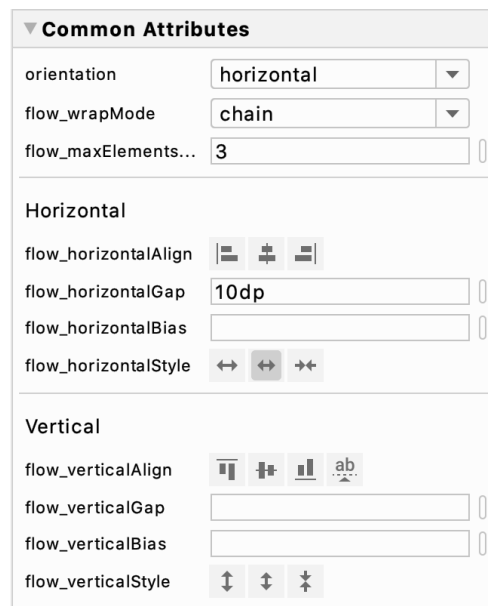 Common Attributes
orientation horizontal
flow_wrapMode chain
flow_maxElements... 3
Horizontal
flow_horizontalAlign
flow_horizontalGap 10dp
flow_horizontalBias
flow_horizontalStyle
Vertical
flow_verticalAlign ab
flow_verticalGap
flow_verticalBias
flow_verticalStyle